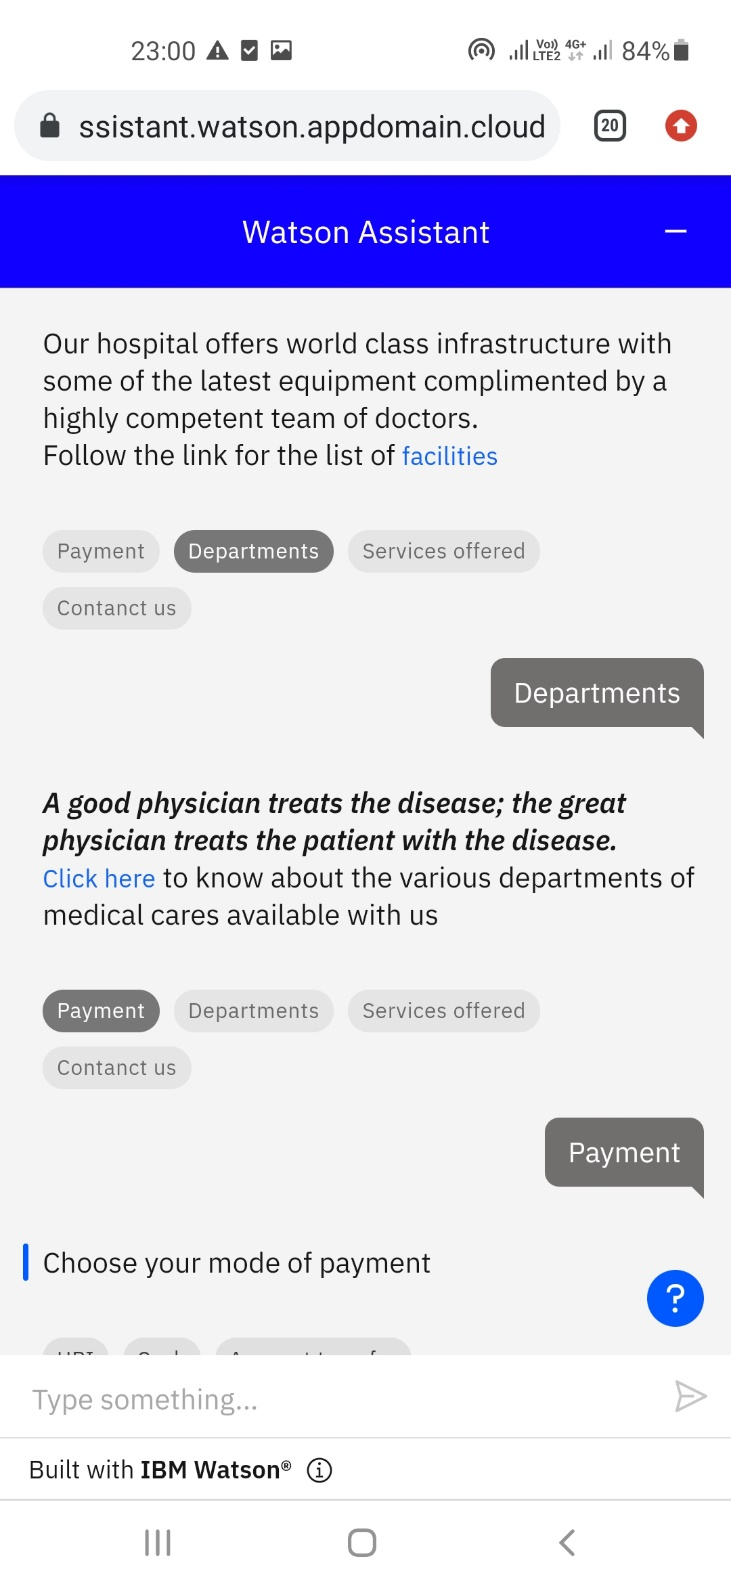 23:00 Vo) LTE2 4G+ 84%
ssistant.watson.appdomain.cloud 20
Watson Assistant
Our hospital offers world class infrastructure with
some of the latest equipment complimented by a
highly competent team of doctors.
Follow the link for the list of facilities
Payment Departments Services offered
Contanct us
Departments
A good physician treats the disease; the great
physician treats the patient with the disease.
Click here to know about the various departments of
medical cares available with us
Payment Departments Services offered
Contanct us
Payment
Choose your mode of payment
?
Type something...
Built with IBM Watson®